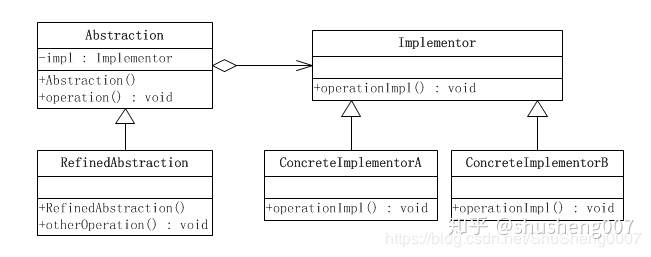 Abstraction
-impl : Implementor
+Abstraction()
+operation() : void
Implementor
+operationImpl() : void
RefinedAbstraction
+RefinedAbstraction()
+otherOperation() : void
ConcreteImplementorA
+operationImpl() : void
ConcreteImplementorB
+operationImpl() : void
知乎 @shusheng007
https://blog.csdn.net/ShuSheng0007